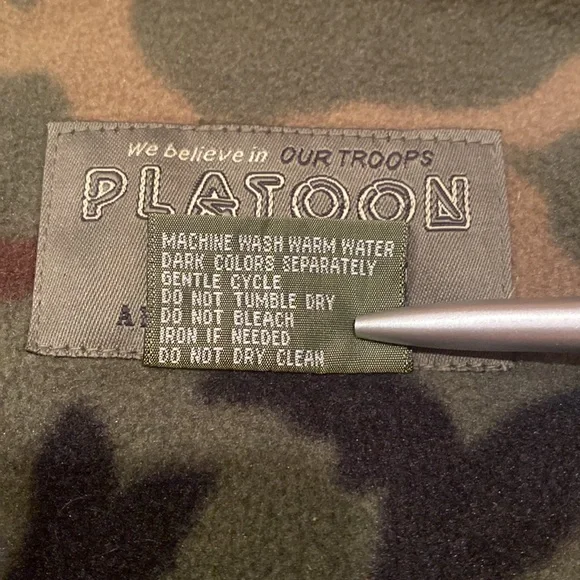 We believe in OUR TROOPS
PLATOON
MACHINE WASH WARM WATER
DARK COLORS SEPARATELY
GENTLE CYCLE
DO NOT TUMBLE DRY
DO NOT BLEACH
IRON IF NEEDED
DO NOT DRY CLEAN